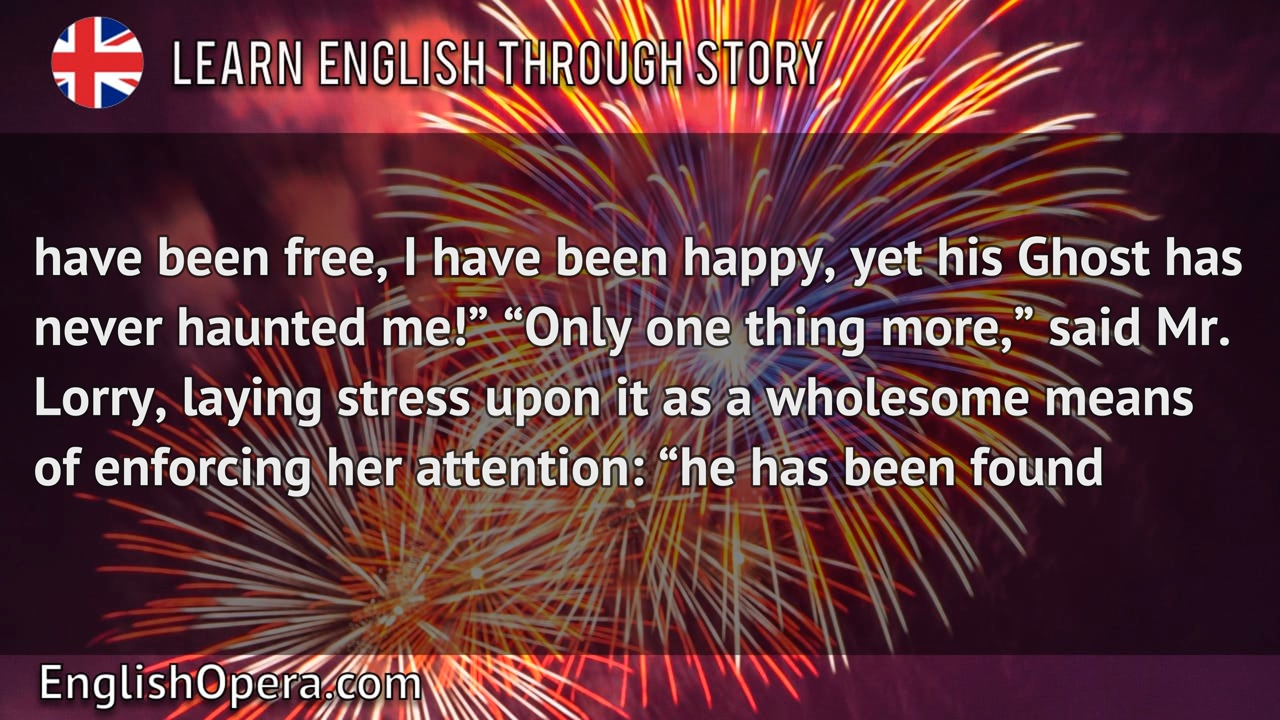 LEARN ENGLISH THROUGH STORY
have been free, I have been happy, yet his Ghost has
never haunted me!” “Only one thing more,” said Mr.
Lorry, laying stress upon it as a wholesome means
of enforcing her attention: “he has been found
EnglishOpera.com